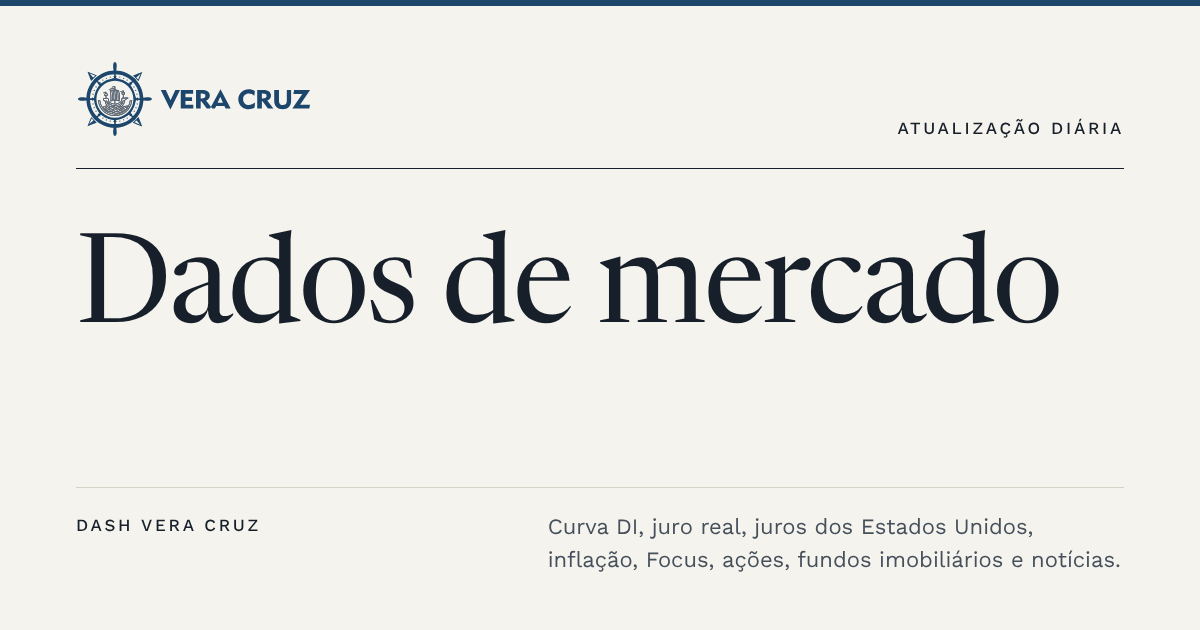 VERA CRUZ
ATUALIZAÇÃO DIÁRIA
Dados de mercado
DASH VERA CRUZ
Curva DI, juro real, juros dos Estados Unidos,
inflação, Focus, ações, fundos imobiliários e notícias.